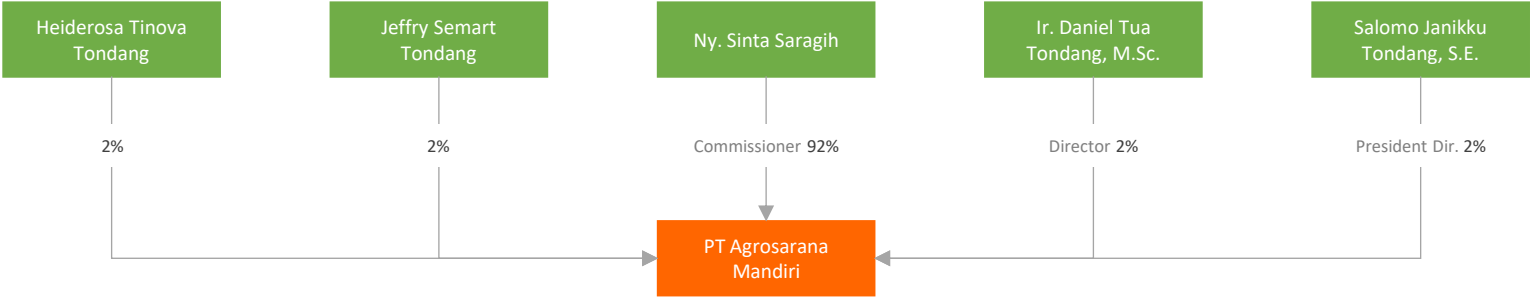 Heiderosa Tinova
Tondang
Jeffry Semart
Tondang
Ny. Sinta Saragih
Ir. Daniel Tua
Tondang, M.Sc.
Salomo Janikku
Tondang, S.E.
2%
2%
Commissioner 92%
Director 2%
President Dir. 2%
PT Agrosarana
Mandiri